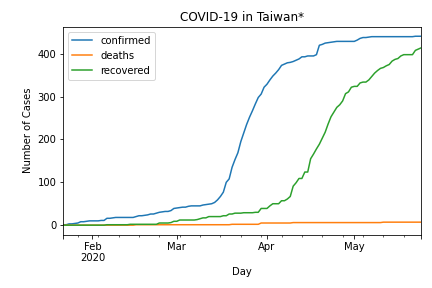 COVID-19 in Taiwan*
confirmed
deaths
recovered
Number of Cases
400
300
200
100
0
Feb
2020
Mar
Apr
May
Day